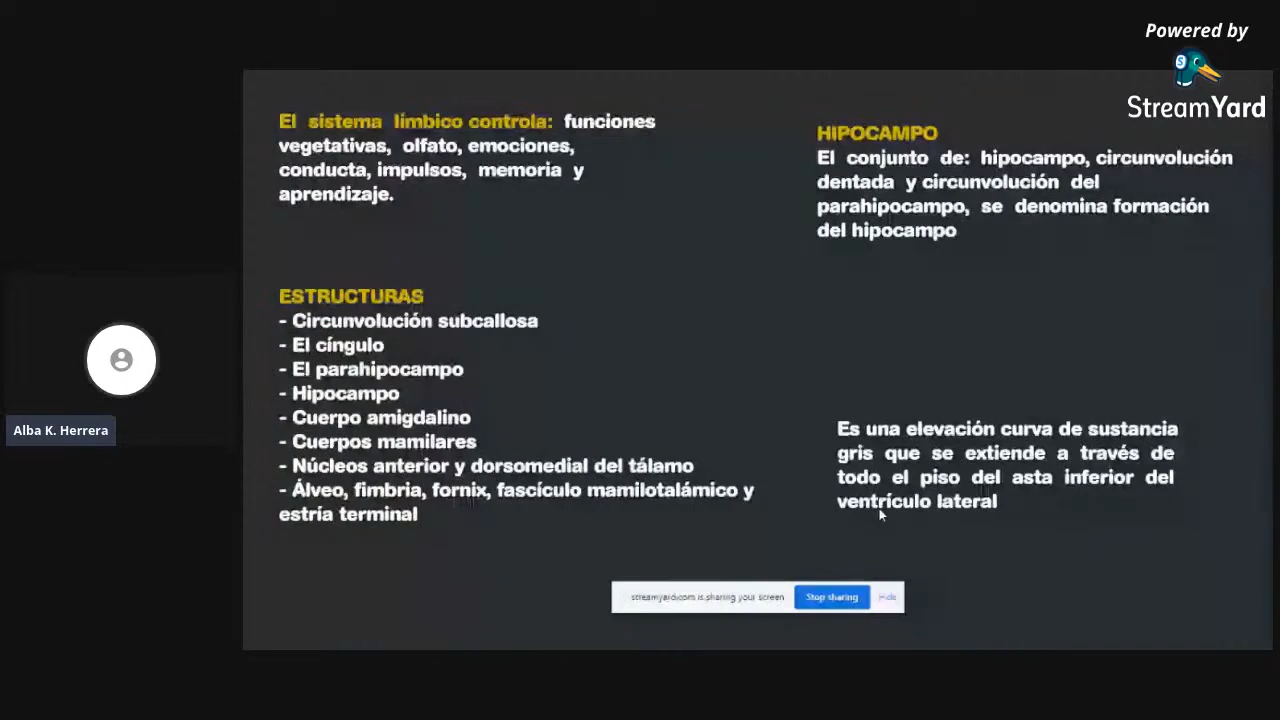 Powered by
StreamYard
El sistema límbico controla: funciones
vegetativas, olfato, emociones,
conducta, impulsos, memoria y
aprendizaje.
HIPOCAMPO
El conjunto de: hipocampo, circunvolución
dentada y circunvolución del
parahipocampo, se denomina formación
del hipocampo
ESTRUCTURAS
- Circunvolución subcallosa
- El cíngulo
- El parahipocampo
- Hipocampo
- Cuerpo amigdalino
- Cuerpos mamilares
- Núcleos anterior y dorsomedial del tálamo
- Álveo, fimbria, fornix, fascículo mamilotalámico y
estría terminal
Es una elevación curva de sustancia
gris que se extiende a través de
todo el piso del asta inferior del
ventrículo lateral
Alba K. Herrera
streamyard.com is sharing your screen
Stop sharing
Hide